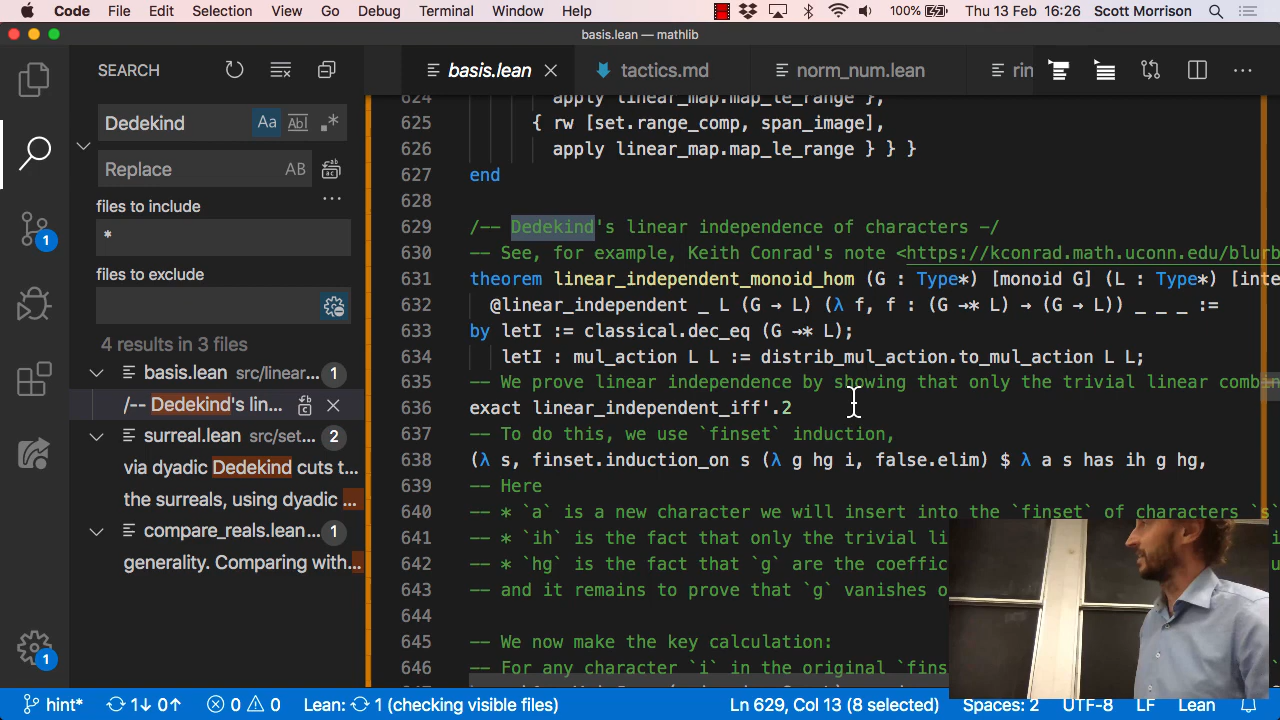 Code File Edit Selection View Go Debug Terminal Window Help 100% Thu 13 Feb 16:26 Scott Morrison
basis.lean — mathlib
SEARCH
basis.lean tactics.md norm_num.lean rin
Dedekind Aa Abl
Replace AB
files to include
*
files to exclude
4 results in 3 files
basis.lean src/linear... 1
/-- Dedekind's lin...
surreal.lean src/set... 2
via dyadic Dedekind cuts t...
the surreals, using dyadic ...
compare_reals.lean... 1
generality. Comparing with...
624 apply linear_map.map_le_range },
625 { rw [set.range_comp, span_image],
626 apply linear_map.map_le_range } } }
627 end
628
629 /-- Dedekind's linear independence of characters -/
630 -- See, for example, Keith Conrad's note <https://kconrad.math.uconn.edu/blurb
631 theorem linear_independent_monoid_hom (G : Type*) [monoid G] (L : Type*) [inte
632 @linear_independent _ L (G → L) (λ f, f : (G →* L) → (G → L)) _ _ _ :=
633 by letI := classical.dec_eq (G →* L);
634 letI : mul_action L L := distrib_mul_action.to_mul_action L L;
635 -- We prove linear independence by showing that only the trivial linear comb
636 exact linear_independent_iff'.2
637 -- To do this, we use `finset` induction,
638 (λ s, finset.induction_on s (λ g hg i, false.elim) $ λ a s has ih g hg,
639 -- Here
640 -- * `a` is a new character we will insert into the `finset` of characters `s`
641 -- * `ih` is the fact that only the trivial li
642 -- * `hg` is the fact that `g` are the coeffic
643 -- and it remains to prove that `g` vanishes o
644
645 -- We now make the key calculation:
646 -- For any character `i` in the original `fins
1
1
hint* 1↓ 0↑ 0 0 Lean: 1 (checking visible files) Ln 629, Col 13 (8 selected) Spaces: 2 UTF-8 LF Lean